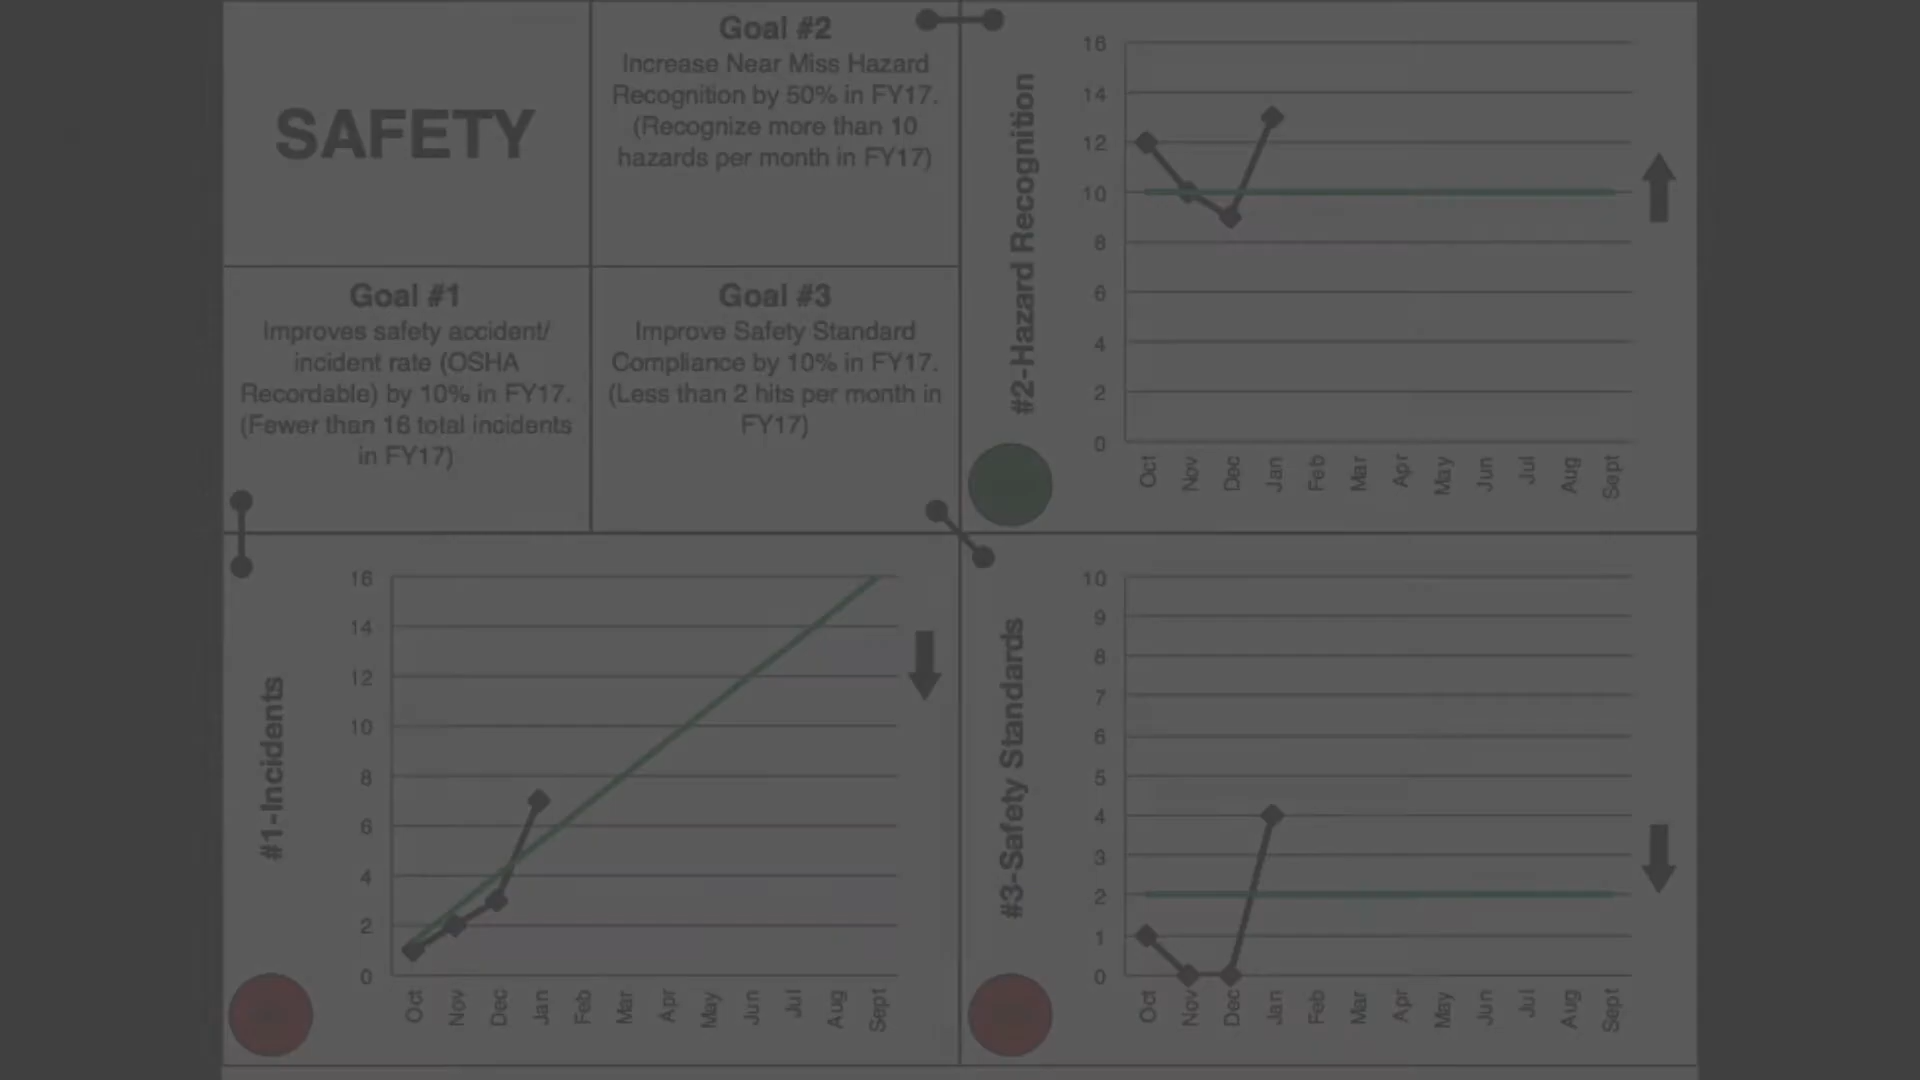 SAFETY
Goal #2
Increase Near Miss Hazard
Recognition by 50% in FY17.
(Recognize more than 10
hazards per month in FY17)
Goal #1
Improves safety accident/
incident rate (OSHA
Recordable) by 10% in FY17.
(Fewer than 16 total incidents
in FY17)
Goal #3
Improve Safety Standard
Compliance by 10% in FY17.
(Less than 2 hits per month in
FY17)
#2-Hazard Recognition
16
14
12
10
8
6
4
2
0
Oct Nov Dec Jan Feb Mar Apr May Jun Jul Aug Sept
#1-Incidents
16
14
12
10
8
6
4
2
0
Oct Nov Dec Jan Feb Mar Apr May Jun Jul Aug Sept
#3-Safety Standards
10
9
8
7
6
5
4
3
2
1
0
Oct Nov Dec Jan Feb Mar Apr May Jun Jul Aug Sept